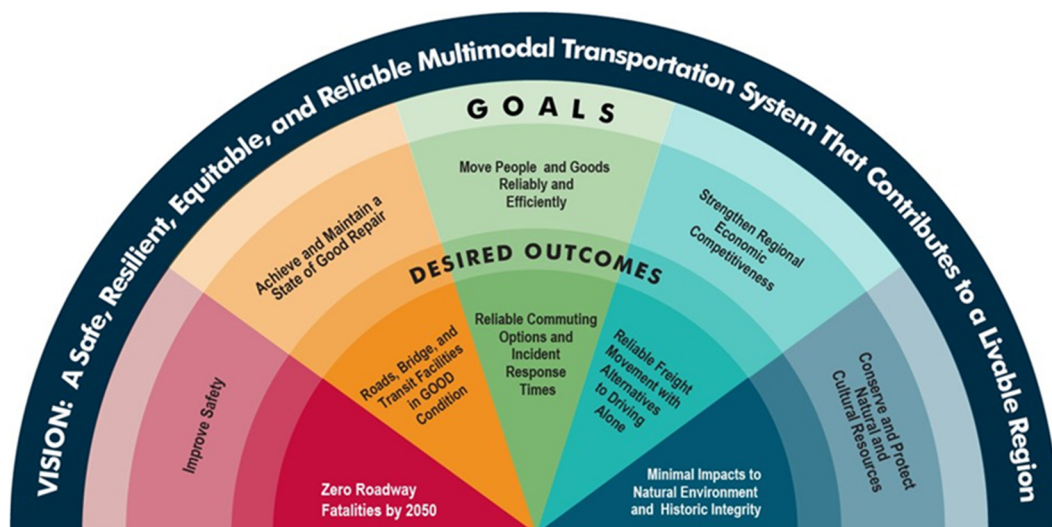 VISION: A Safe, Resilient, Equitable, and Reliable Multimodal Transportation System That Contributes to a Livable Region
GOALS
Improve Safety
Achieve and Maintain a
State of Good Repair
Move People and Goods
Reliably and
Efficiently
Strengthen Regional
Economic
Competitiveness
Conserve and Protect
Natural and
Cultural Resources
DESIRED OUTCOMES
Zero Roadway
Fatalities by 2050
Roads, Bridge, and
Transit Facilities
in GOOD
Condition
Reliable Commuting
Options and
Incident
Response
Times
Reliable Freight
Movement with
Alternatives
to Driving
Alone
Minimal Impacts to
Natural Environment
and Historic Integrity